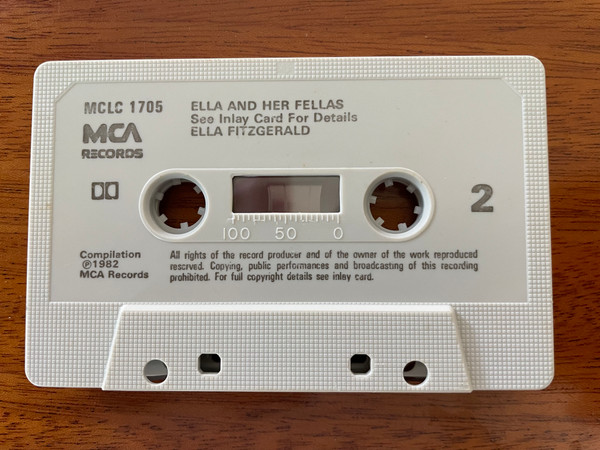 MCLC 1705
ELLA AND HER FELLAS
See Inlay Card For Details
ELLA FITZGERALD
MCA
RECORDS
2
100 50 0
Compilation
℗1982
MCA Records
All rights of the record producer and of the owner of the work reproduced
reserved. Copying, public performances and broadcasting of this recording
prohibited. For full copyright details see inlay card.